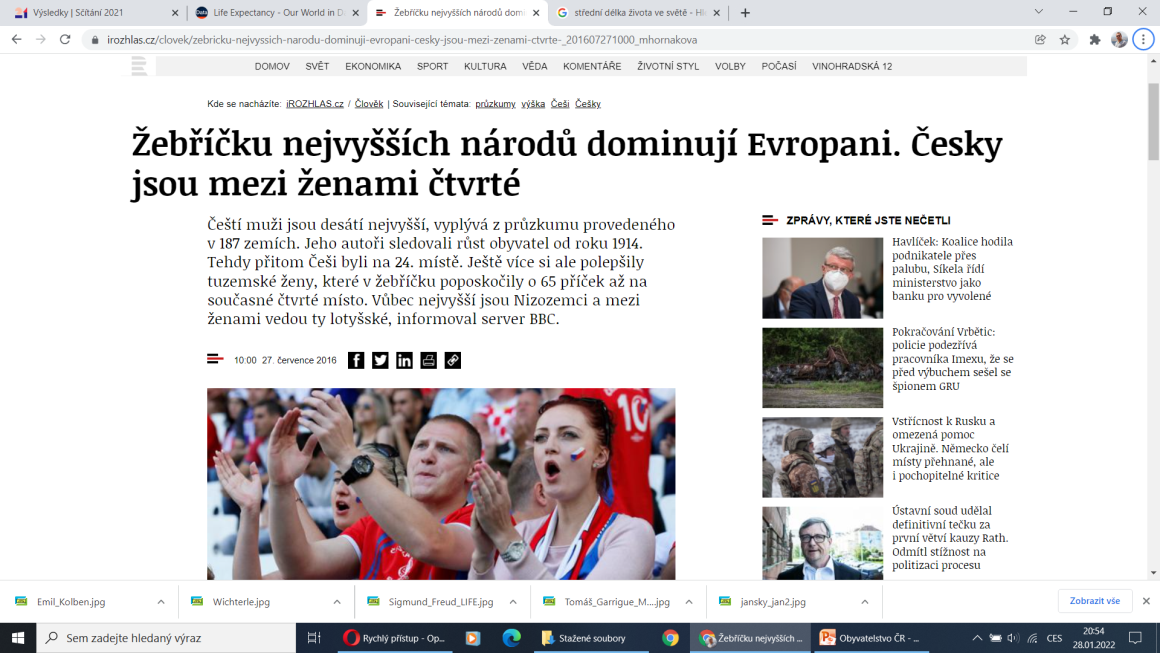 Výsledky | Sčítání 2021
Life Expectancy - Our World in D
Žebříčku nejvyšších národů domi
střední délka života ve světě - Hl
irozhlas.cz/clovek/zebricku-nejvyssich-narodu-dominuji-evropani-cesky-jsou-mezi-zenami-ctvrte-_201607271000_mhornakova
DOMOV SVĚT EKONOMIKA SPORT KULTURA VĚDA KOMENTÁŘE ŽIVOTNÍ STYL VOLBY POČASÍ VINOHRADSKÁ 12
Kde se nacházíte: iROZHLAS.cz / Člověk | Související témata: průzkumy výška Češi Češky
Žebříčku nejvyšších národů dominují Evropani. Česky
jsou mezi ženami čtvrté
Čeští muži jsou desátí nejvyšší, vyplývá z průzkumu provedeného
v 187 zemích. Jeho autoři sledovali růst obyvatel od roku 1914.
Tehdy přitom Češi byli na 24. místě. Ještě více si ale polepšily
tuzemské ženy, které v žebříčku poposkočily o 65 příček až na
současné čtvrté místo. Vůbec nejvyšší jsou Nizozemci a mezi
ženami vedou ty lotyšské, informoval server BBC.
10:00 27. července 2016
ZPRÁVY, KTERÉ JSTE NEČETLI
Havlíček: Koalice hodila
podnikatele přes
palubu, Síkela řídí
ministerstvo jako
banku pro vyvolené
Pokračování Vrbětic:
policie podezřívá
pracovníka Imexu, že se
před výbuchem sešel se
špionem GRU
Vstřícnost k Rusku a
omezená pomoc
Ukrajině. Německo čelí
místy přehnané, ale
i pochopitelné kritice
Ústavní soud udělal
definitivní tečku za
první větví kauzy Rath.
Odmítl stížnost na
politizaci procesu
Emil_Kolben.jpg
Wichterle.jpg
Sigmund_Freud_LIFE.jpg
Tomáš_Garrigue_M....jpg
jansky_jan2.jpg
Zobrazit vše
Sem zadejte hledaný výraz
Rychlý přístup - Op...
Stažené soubory
Žebříčku nejvyšších ...
Obyvatelstvo ČR - ...
CES
20:54
28.01.2022